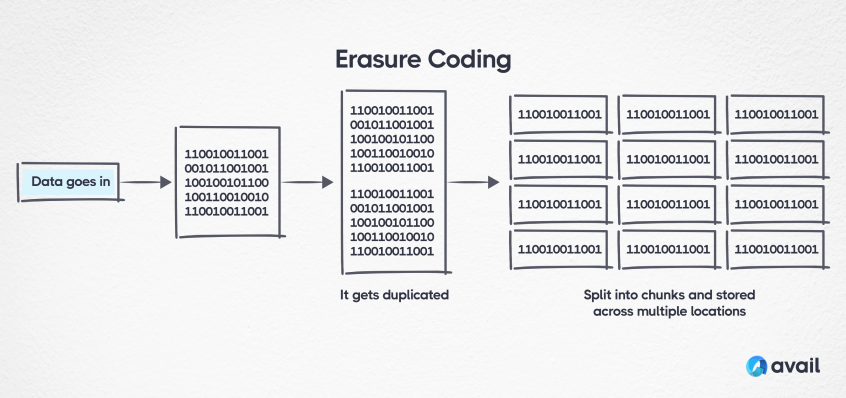 Erasure Coding
Data goes in
110010011001
001011001001
100100101100
100110010010
110010011001
110010011001
001011001001
100100101100
100110010010
110010011001
110010011001
001011001001
100100101100
100110010010
110010011001
It gets duplicated
110010011001 110010011001 110010011001
110010011001 110010011001 110010011001
110010011001 110010011001 110010011001
110010011001 110010011001 110010011001
Split into chunks and stored
across multiple locations
avail